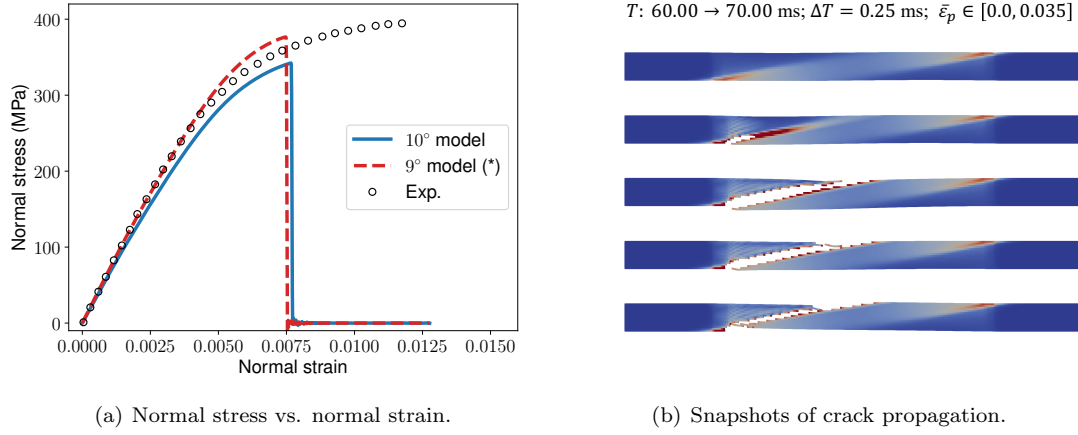 Normal stress (MPa)
400
300
200
100
0
10° model
9° model (*)
Exp.
0.0000 0.0025 0.0050 0.0075 0.0100 0.0125 0.0150
Normal strain
(a) Normal stress vs. normal strain.
T: 60.00 → 70.00 ms; ΔT = 0.25 ms; ε̄ₚ ∈ [0.0, 0.035]
(b) Snapshots of crack propagation.